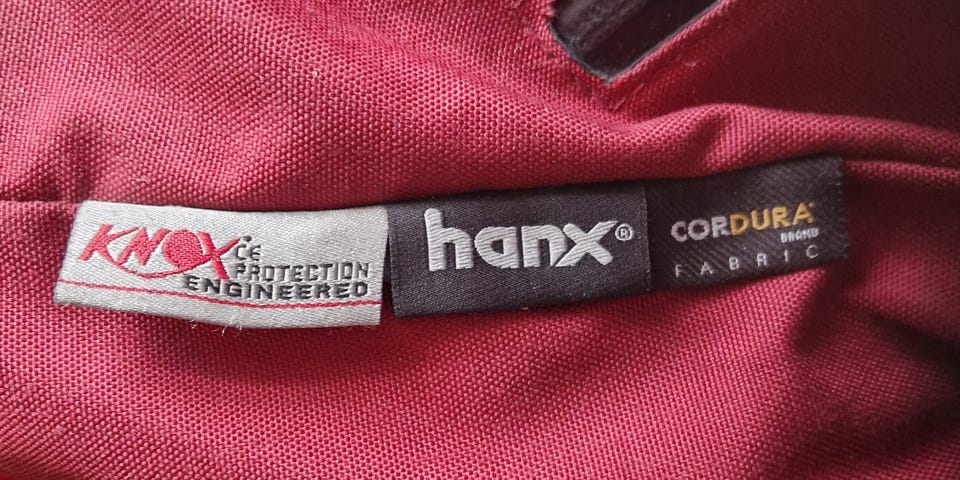 KNOX
CE
PROTECTION
ENGINEERED
hanx®
CORDURA®
BRAND
FABRIC